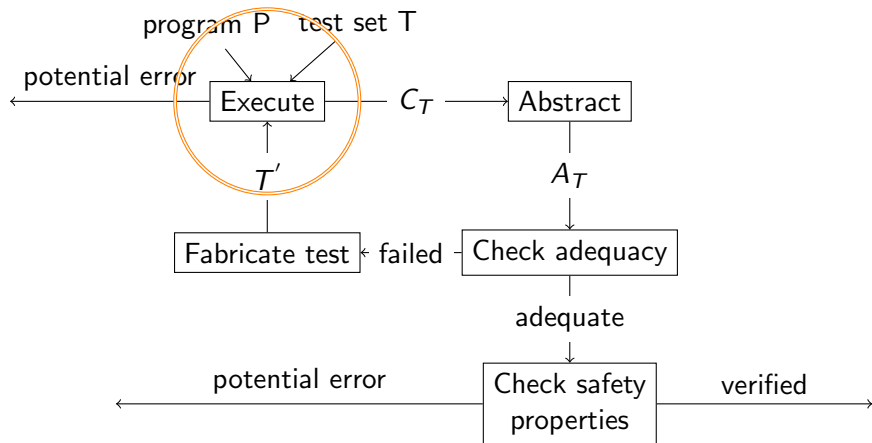 program P
test set T
potential error
Execute
C_T
Abstract
T′
A_T
Fabricate test
failed
Check adequacy
adequate
potential error
Check safety
properties
verified